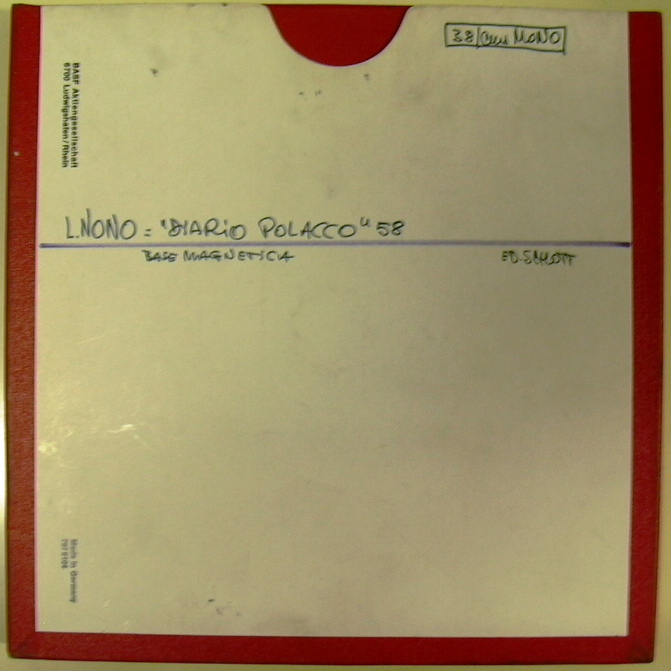 38/cm MONO
BASF Aktiengesellschaft
6700 Ludwigshafen/Rhein
L.NONO = "DIARIO POLACCO" 58
BASE MAGNETICA
ED. SCHOTT
Made in Germany